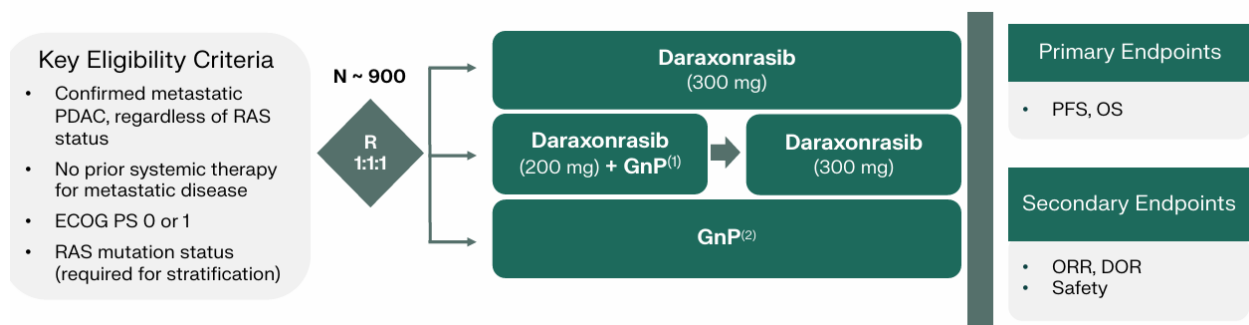 Key Eligibility Criteria
• Confirmed metastatic
PDAC, regardless of RAS
status
• No prior systemic therapy
for metastatic disease
• ECOG PS 0 or 1
• RAS mutation status
(required for stratification)
N ~ 900
R
1:1:1
Daraxonrasib
(300 mg)
Daraxonrasib
(200 mg) + GnP(1)
Daraxonrasib
(300 mg)
GnP(2)
Primary Endpoints
• PFS, OS
Secondary Endpoints
• ORR, DOR
• Safety